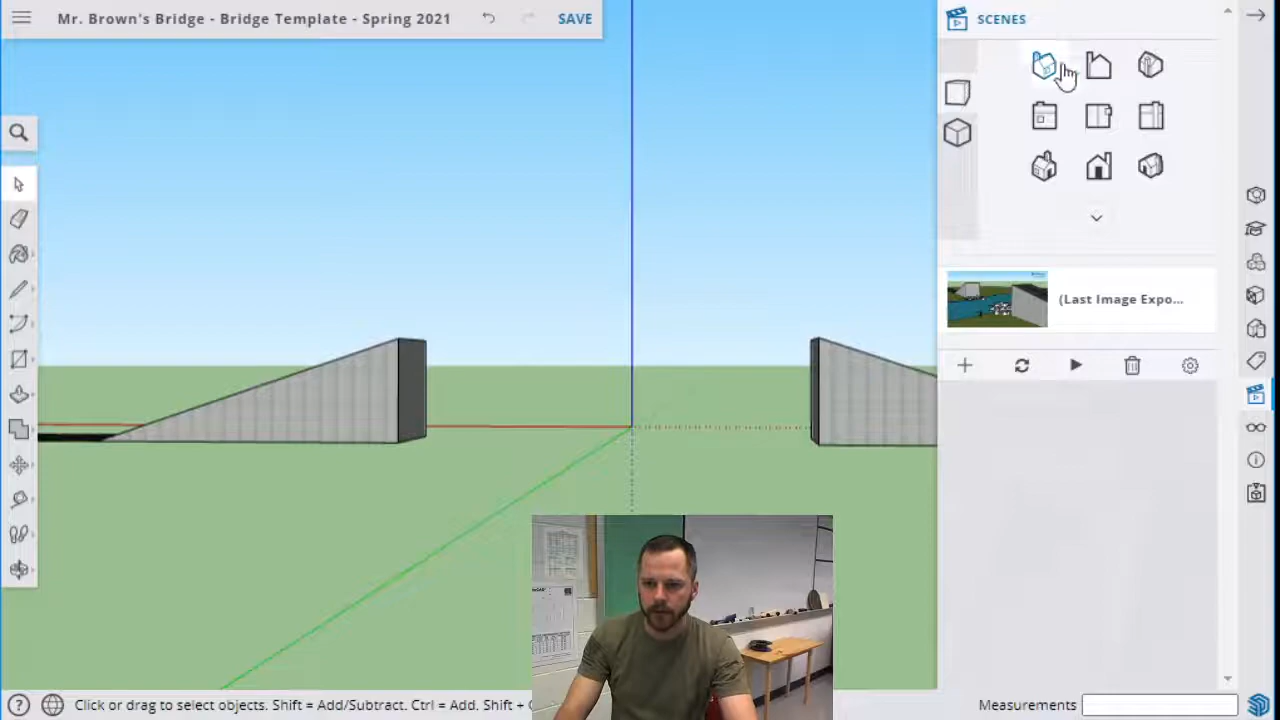 Mr. Brown's Bridge - Bridge Template - Spring 2021
SAVE
SCENES
(Last Image Expo...
Click or drag to select objects. Shift = Add/Subtract. Ctrl = Add. Shift +
Measurements